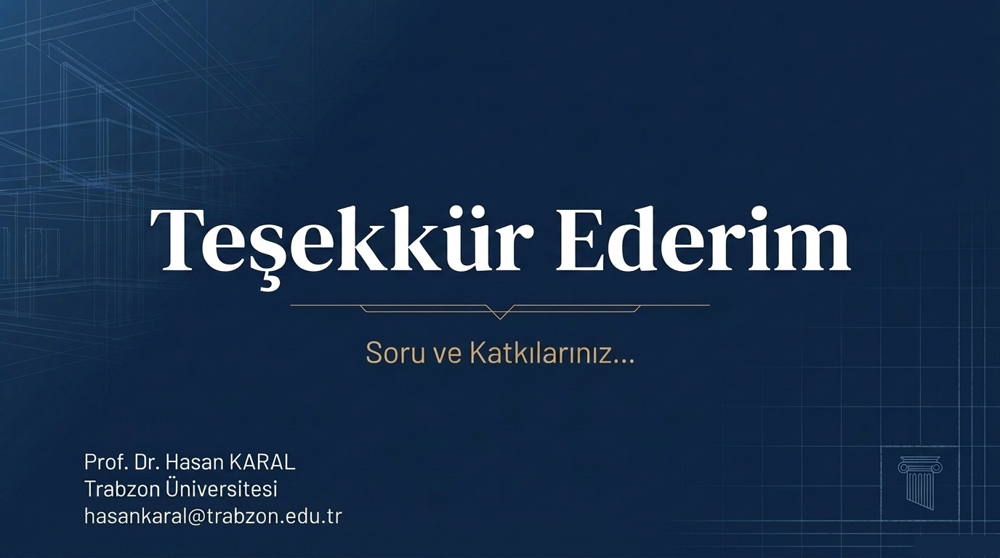 Teşekkür Ederim
Soru ve Katkılarınız...
Prof. Dr. Hasan KARAL
Trabzon Üniversitesi
hasankaral@trabzon.edu.tr